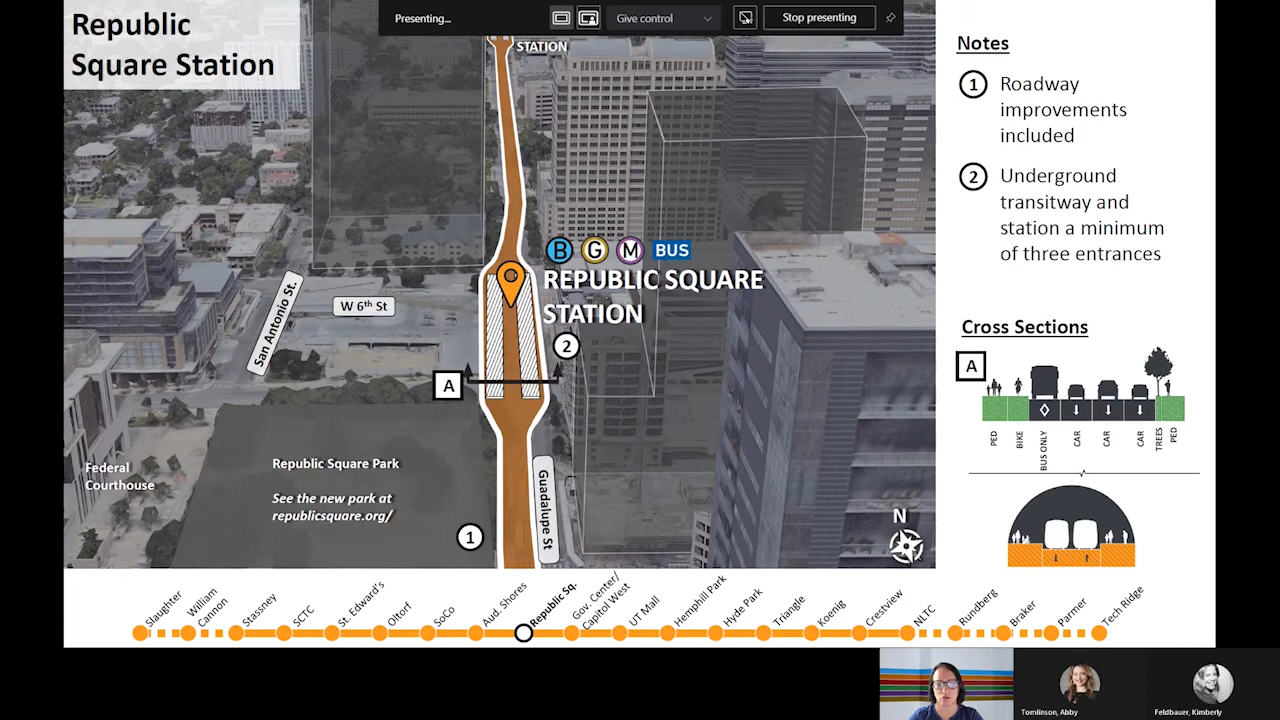 Republic
Square Station
Presenting...
Give control
Stop presenting
STATION
B G M BUS
REPUBLIC SQUARE
STATION
San Antonio St.
W 6th St
2
A
Federal
Courthouse
Republic Square Park
See the new park at
republicsquare.org/
Guadalupe St
1
N
Notes
1 Roadway
improvements
included
2 Underground
transitway and
station a minimum
of three entrances
Cross Sections
A
PED
BIKE
BUS ONLY
CAR
CAR
CAR
TREES
PED
Slaughter
William
Cannon
Stassney
SCTC
St. Edward's
Oltorf
SoCo
Aud. Shores
Republic Sq.
Gov. Center/
Capitol West
UT Mall
Hemphill Park
Hyde Park
Triangle
Koenig
Crestview
NLTC
Rundberg
Braker
Parmer
Tech Ridge
Tomlinson, Abby
Feldbauer, Kimberly